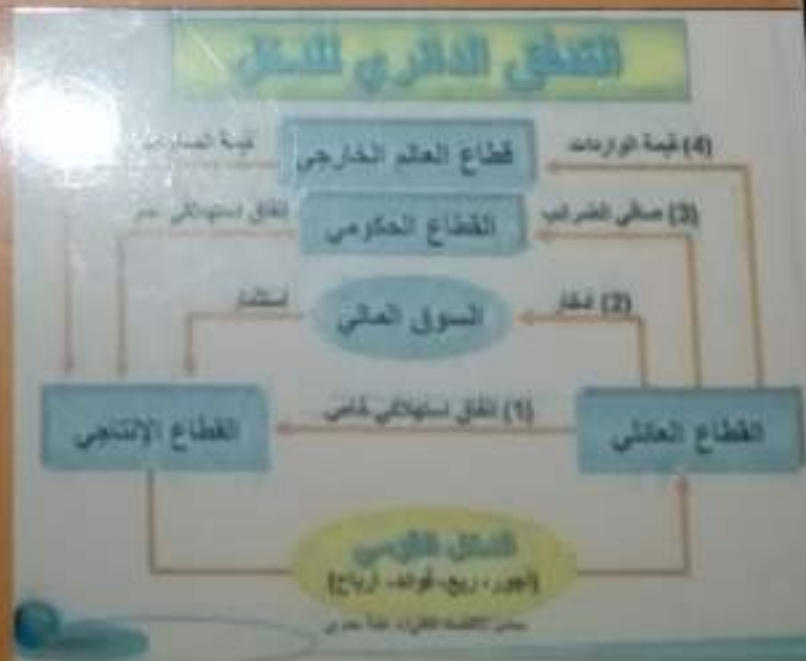 التدفق الدائري للدخل
(4) قيمة الواردات
قطاع العالم الخارجي
قيمة الصادرات
(3) صافي الضرائب
القطاع الحكومي
إنفاق استهلاكي
(2) ادخار
السوق المالي
استثمار
القطاع العائلي
(1) إنفاق استهلاكي خاص
القطاع الإنتاجي
الدخل القومي
(أجور، ريع، فوائد، أرباح)